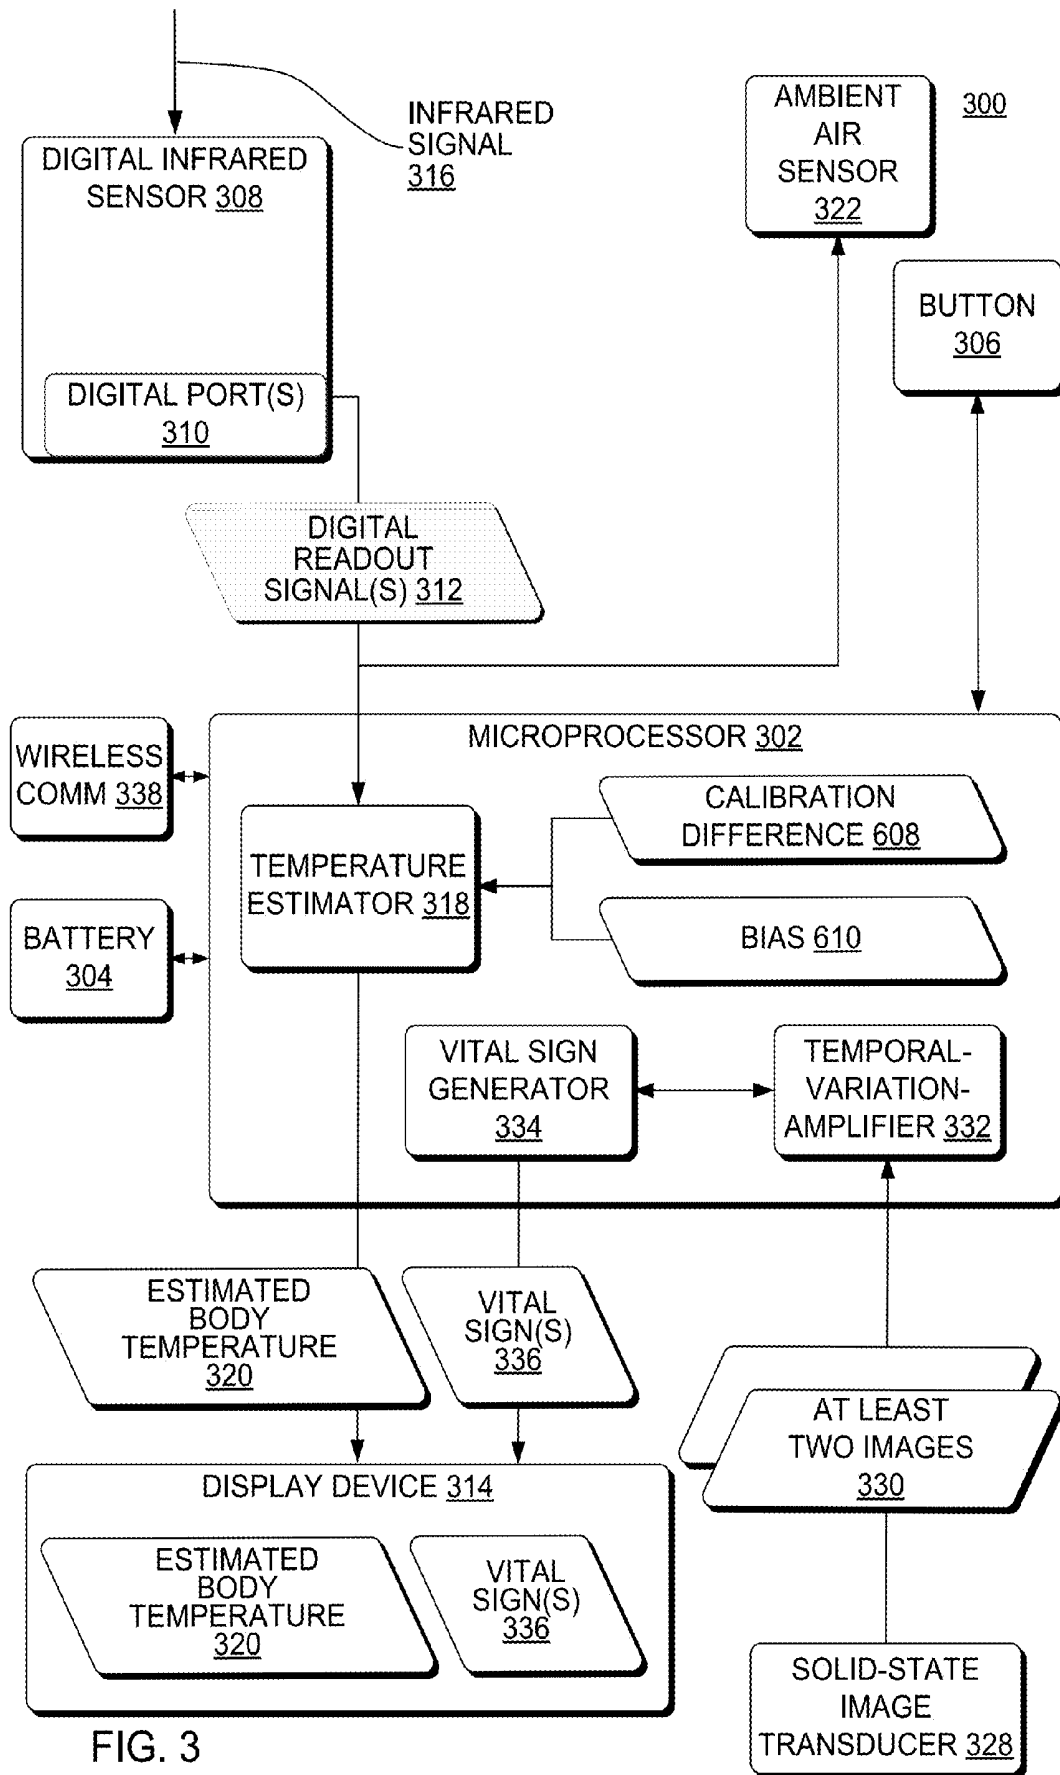 INFRARED
SIGNAL
316
AMBIENT
AIR
SENSOR
322
300
DIGITAL INFRARED
SENSOR 308
BUTTON
306
DIGITAL PORT(S)
310
DIGITAL
READOUT
SIGNAL(S) 312
MICROPROCESSOR 302
WIRELESS
COMM 338
CALIBRATION
DIFFERENCE 608
TEMPERATURE
ESTIMATOR 318
BATTERY
304
BIAS 610
VITAL SIGN
GENERATOR
334
TEMPORAL-
VARIATION-
AMPLIFIER 332
ESTIMATED
BODY
TEMPERATURE
320
VITAL
SIGN(S)
336
AT LEAST
TWO IMAGES
330
DISPLAY DEVICE 314
ESTIMATED
BODY
TEMPERATURE
320
VITAL
SIGN(S)
336
SOLID-STATE
IMAGE
TRANSDUCER 328
FIG. 3